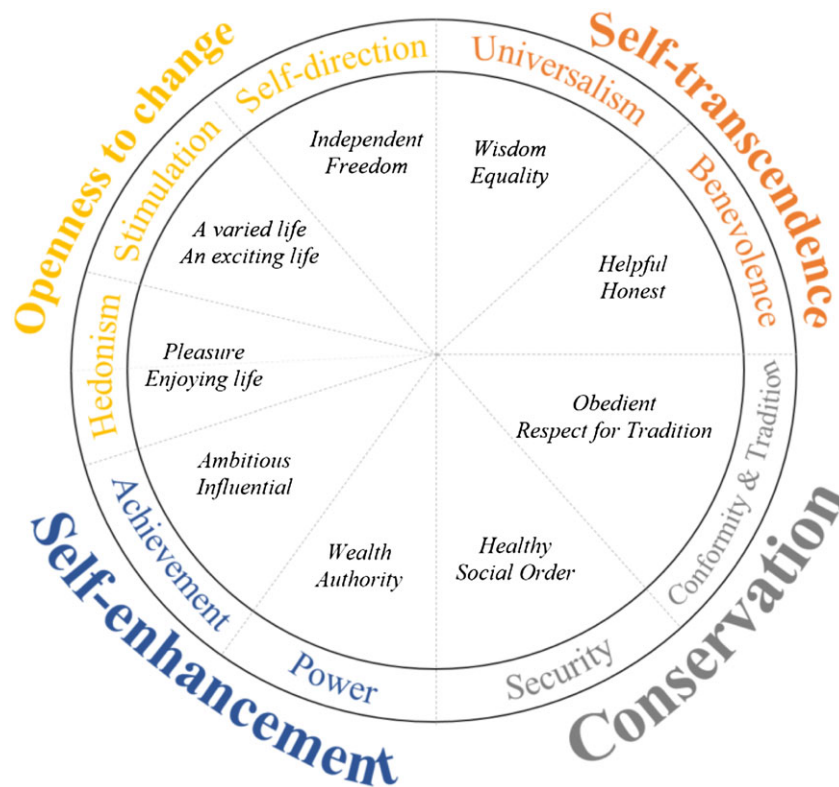 Openness to change
Self-transcendence
Self-direction
Universalism
Stimulation
Benevolence
Independent
Freedom
Wisdom
Equality
A varied life
An exciting life
Helpful
Honest
Hedonism
Pleasure
Enjoying life
Obedient
Respect for Tradition
Conformity & Tradition
Ambitious
Influential
Achievement
Wealth
Authority
Healthy
Social Order
Power
Security
Self-enhancement
Conservation